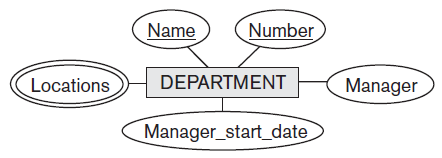 Name
Number
Locations
DEPARTMENT
Manager
Manager_start_date